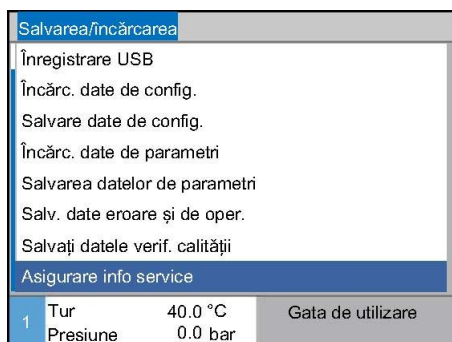 Salvarea/încărcarea
Înregistrare USB
Încărc. date de config.
Salvare date de config.
Încărc. date de parametri
Salvarea datelor de parametri
Salv. date eroare și de oper.
Salvați datele verif. calității
Asigurare info service
1 Tur 40.0 °C Gata de utilizare
Presiune 0.0 bar